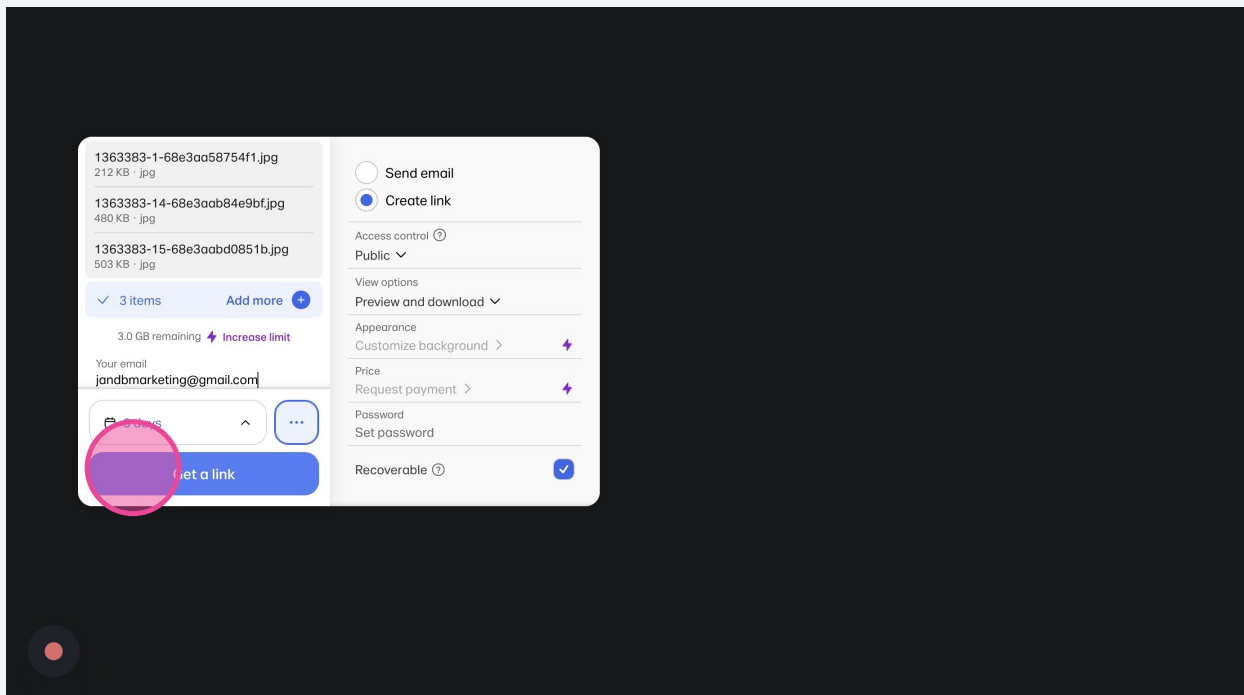 1363383-1-68e3aa58754f1.jpg
212 KB · jpg
1363383-14-68e3aab84e9bf.jpg
480 KB · jpg
1363383-15-68e3aabd0851b.jpg
503 KB · jpg
3 items Add more
3.0 GB remaining Increase limit
Your email
jandbmarketing@gmail.com
3 days
Get a link
Send email
Create link
Access control
Public
View options
Preview and download
Appearance
Customize background
Price
Request payment
Password
Set password
Recoverable